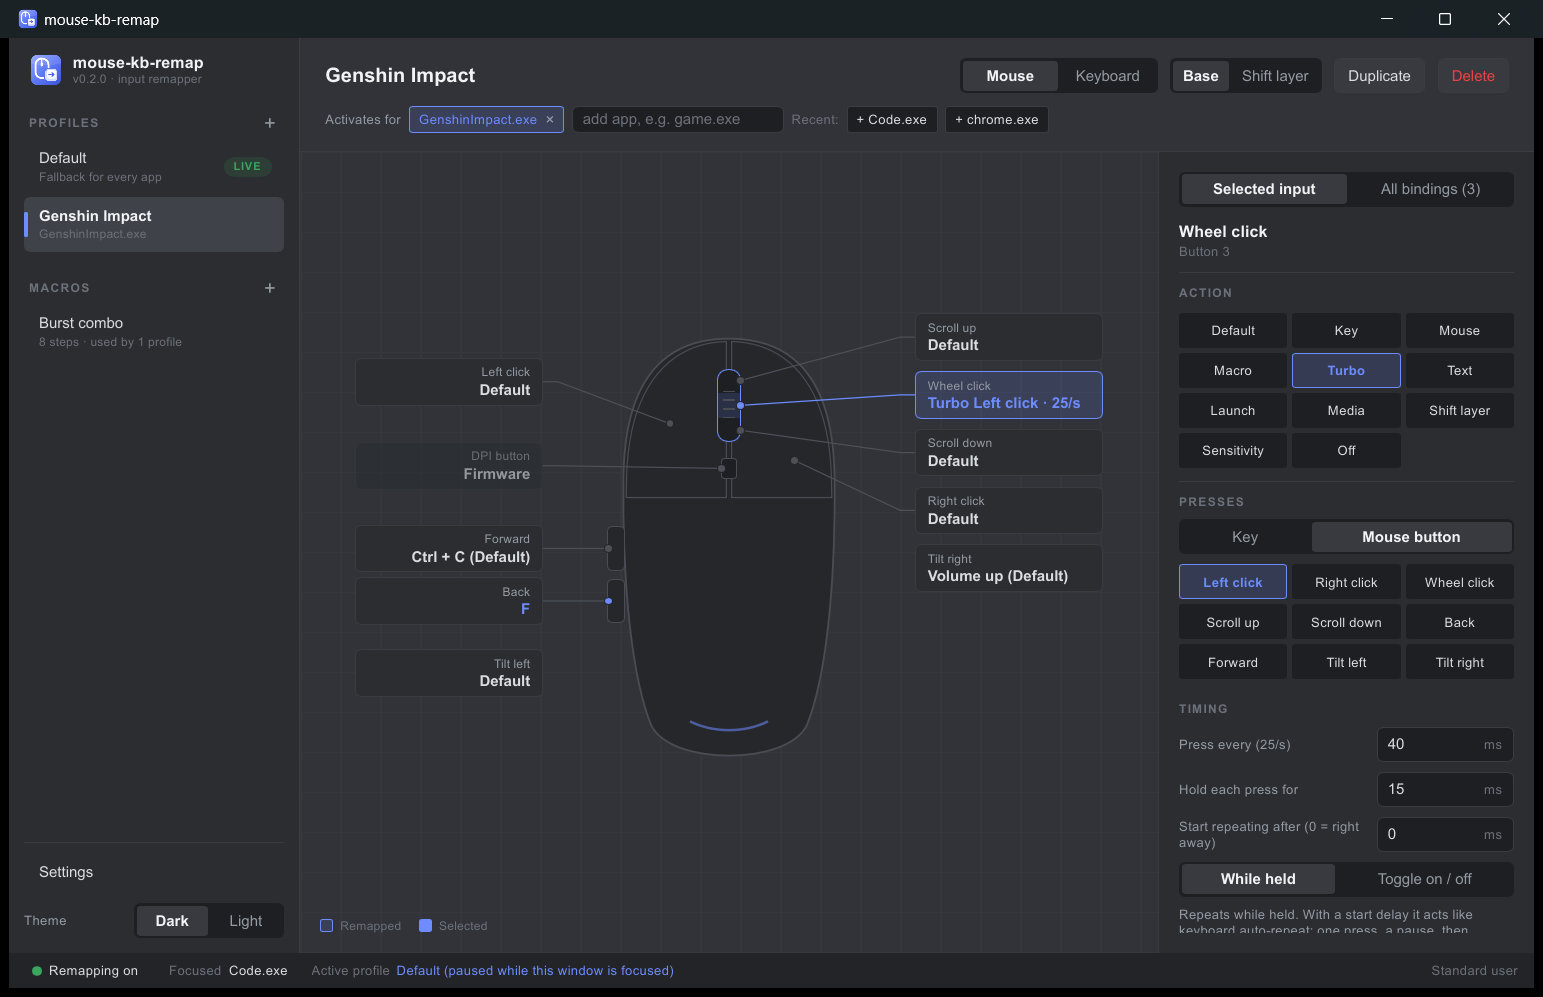 mouse-kb-remap
mouse-kb-remap
v0.2.0 · input remapper
PROFILES +
Default
Fallback for every app
LIVE
Genshin Impact
GenshinImpact.exe
MACROS +
Burst combo
8 steps · used by 1 profile
Settings
Theme Dark Light
Genshin Impact
Mouse Keyboard Base Shift layer Duplicate Delete
Activates for GenshinImpact.exe × add app, e.g. game.exe Recent: + Code.exe + chrome.exe
Left click
Default
DPI button
Firmware
Forward
Ctrl + C (Default)
Back
F
Tilt left
Default
Scroll up
Default
Wheel click
Turbo Left click · 25/s
Scroll down
Default
Right click
Default
Tilt right
Volume up (Default)
Remapped Selected
Selected input All bindings (3)
Wheel click
Button 3
ACTION
Default Key Mouse
Macro Turbo Text
Launch Media Shift layer
Sensitivity Off
PRESSES
Key Mouse button
Left click Right click Wheel click
Scroll up Scroll down Back
Forward Tilt left Tilt right
TIMING
Press every (25/s) 40 ms
Hold each press for 15 ms
Start repeating after (0 = right
away) 0 ms
While held Toggle on / off
Repeats while held. With a start delay it acts like
keyboard auto-repeat: one press, a pause, then
Remapping on Focused Code.exe Active profile Default (paused while this window is focused) Standard user